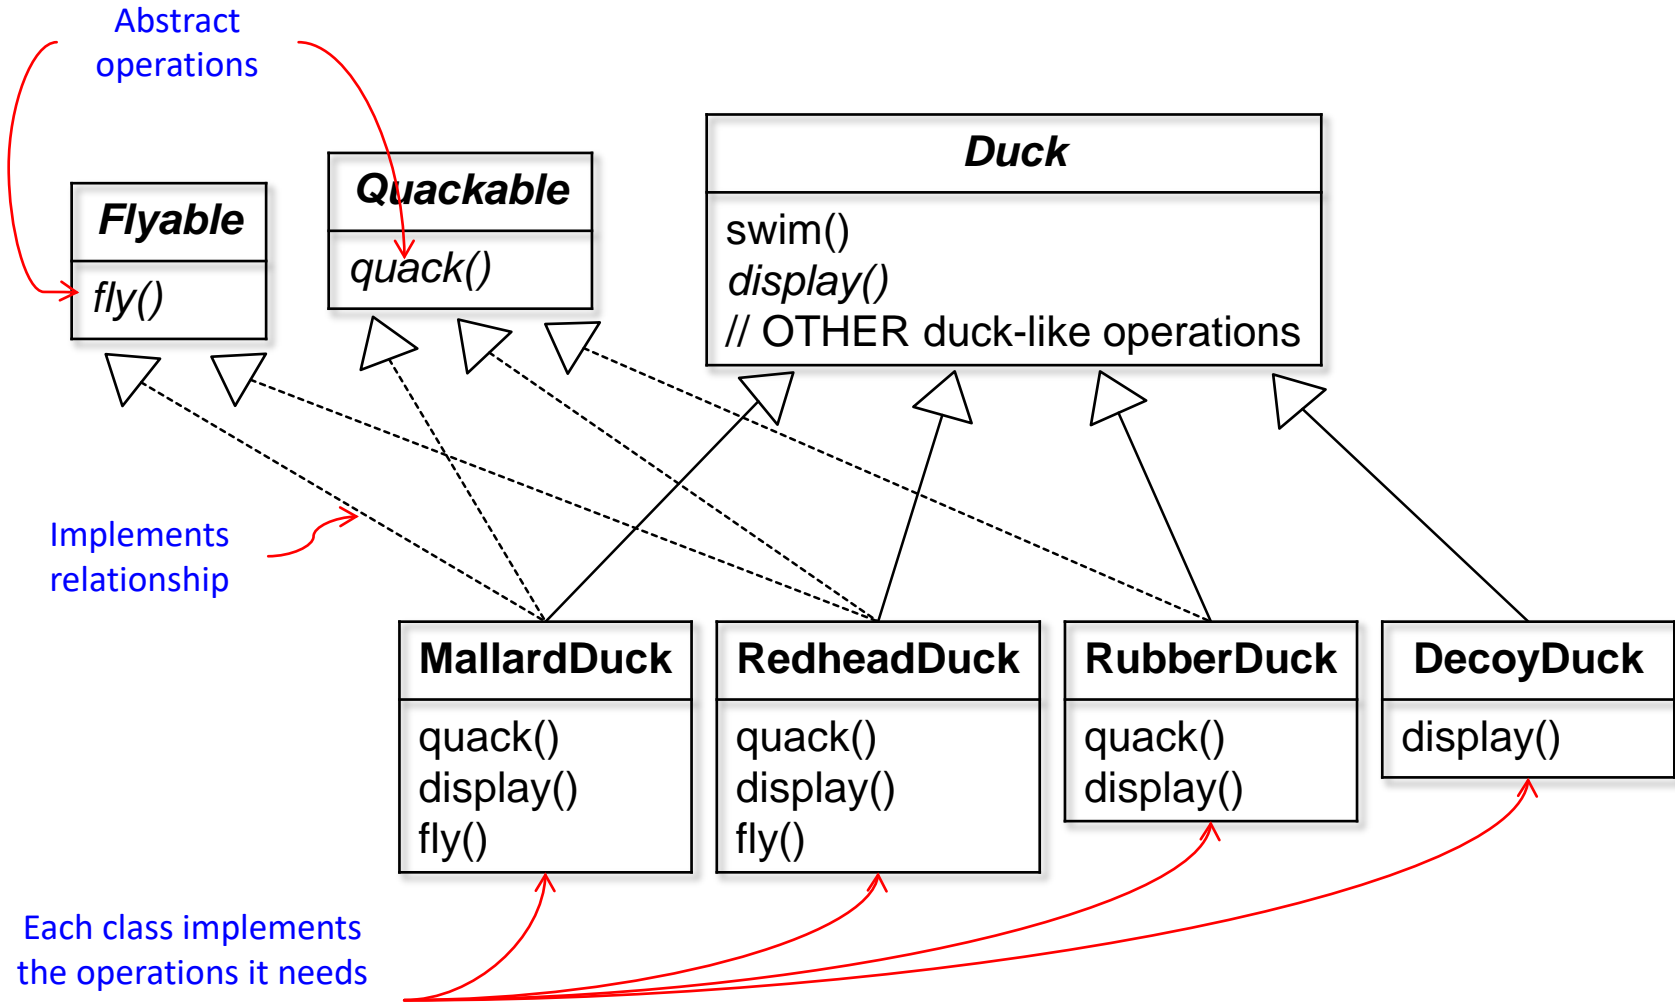 Abstract
operations
Flyable
fly()
Quackable
quack()
Duck
swim()
display()
// OTHER duck-like operations
Implements
relationship
MallardDuck
quack()
display()
fly()
RedheadDuck
quack()
display()
fly()
RubberDuck
quack()
display()
DecoyDuck
display()
Each class implements
the operations it needs